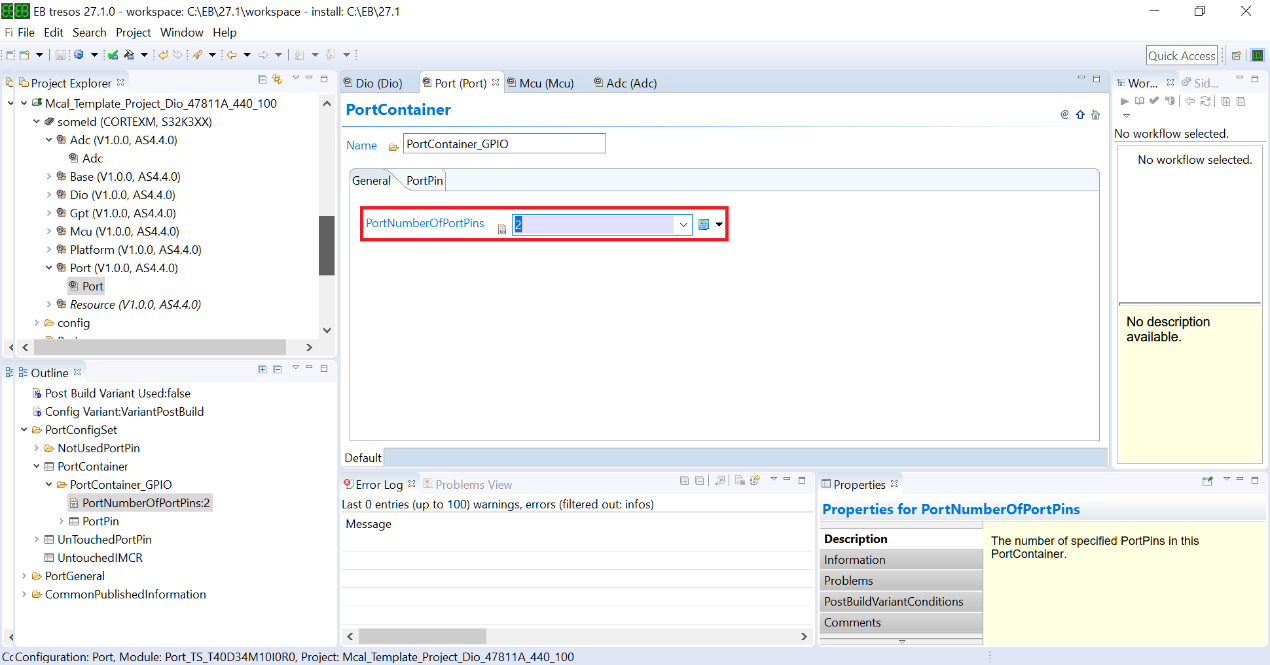 EB tresos 27.1.0 - workspace: C:\EB\27.1\workspace - install: C:\EB\27.1
Fi File Edit Search Project Window Help
Quick Access
Project Explorer
Mcal_Template_Project_Dio_47811A_440_100
someId (CORTEXM, S32K3XX)
Adc (V1.0.0, AS4.4.0)
Adc
Base (V1.0.0, AS4.4.0)
Dio (V1.0.0, AS4.4.0)
Gpt (V1.0.0, AS4.4.0)
Mcu (V1.0.0, AS4.4.0)
Platform (V1.0.0, AS4.4.0)
Port (V1.0.0, AS4.4.0)
Port
Resource (V1.0.0, AS4.4.0)
config
Outline
Post Build Variant Used:false
Config Variant:VariantPostBuild
PortConfigSet
NotUsedPortPin
PortContainer
PortContainer_GPIO
PortNumberOfPortPins:2
PortPin
UnTouchedPortPin
UntouchedIMCR
PortGeneral
CommonPublishedInformation
Dio (Dio) Port (Port) Mcu (Mcu) Adc (Adc)
PortContainer
Name PortContainer_GPIO
General PortPin
PortNumberOfPortPins 2
Default
Error Log Problems View
Last 0 entries (up to 100) warnings, errors (filtered out: infos)
Message
Wor... Sid...
No workflow selected.
No workflow selected.
No description
available.
Properties
Properties for PortNumberOfPortPins
Description
Information
Problems
PostBuildVariantConditions
Comments
The number of specified PortPins in this
PortContainer.
Cc Configuration: Port, Module: Port_TS_T40D34M10I0R0, Project: Mcal_Template_Project_Dio_47811A_440_100